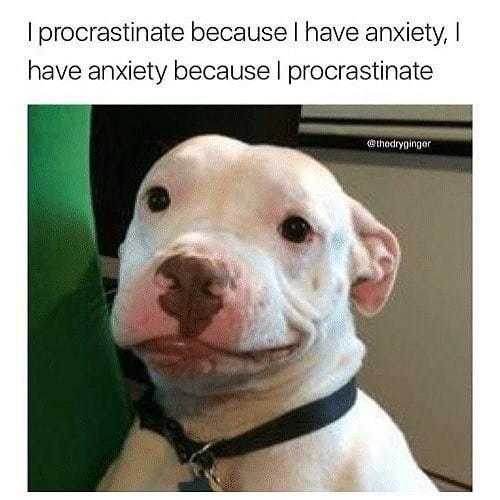 I procrastinate because I have anxiety, I
have anxiety because I procrastinate
@thedryginger